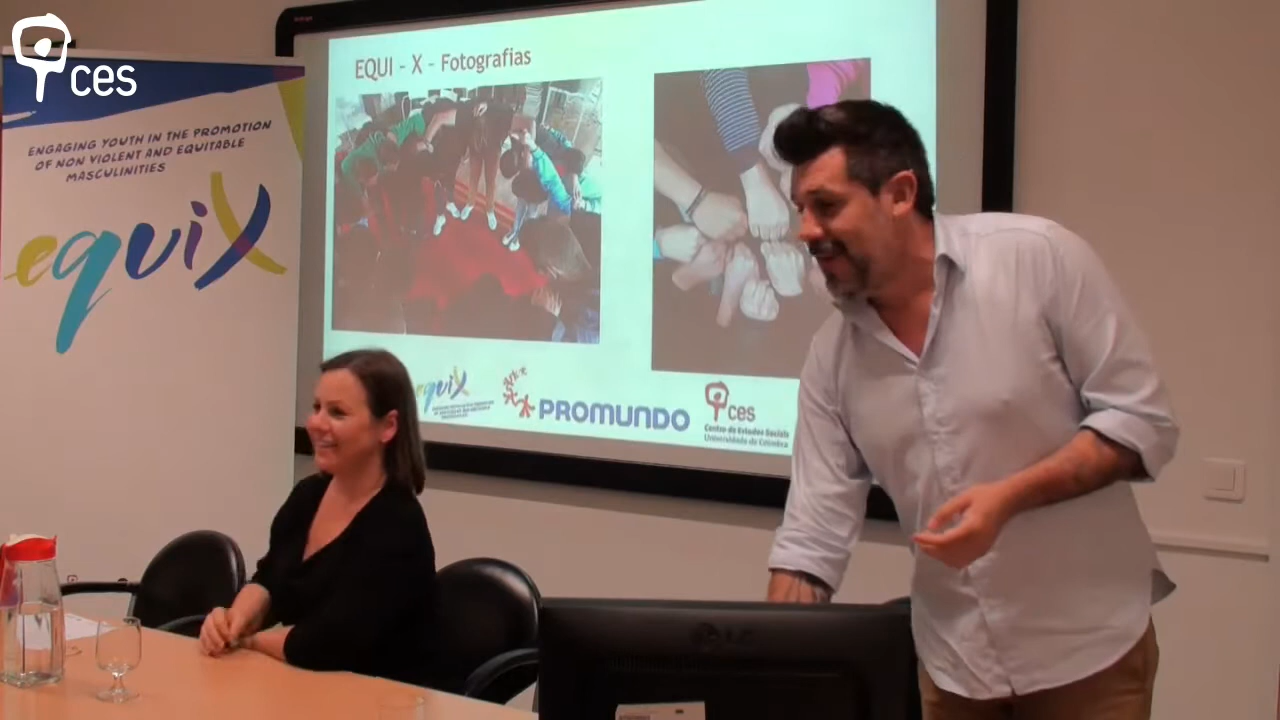 ces
ENGAGING YOUTH IN THE PROMOTION
OF NON VIOLENT AND EQUITABLE
MASCULINITIES
equiX
EQUI - X - Fotografias
equiX
PROMUNDO
ces
Centro de Estudos Sociais
Universidade de Coimbra
LG